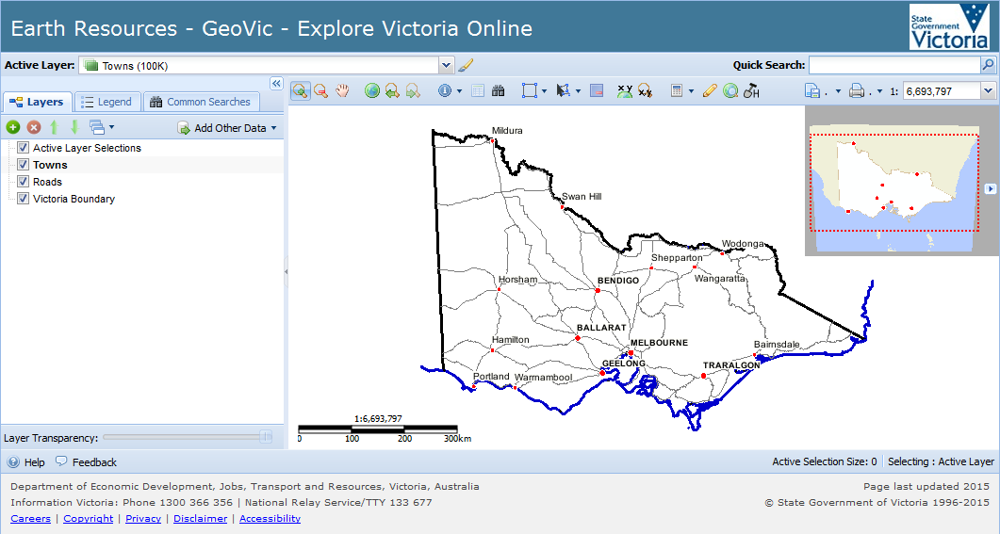 Earth Resources - GeoVic - Explore Victoria Online
State
Government
Victoria
Active Layer: Towns (100K)
Quick Search:
Layers Legend Common Searches
1: 6,693,797
Add Other Data
Active Layer Selections
Towns
Roads
Victoria Boundary
Mildura
Swan Hill
Wodonga
Shepparton
Wangaratta
Horsham
BENDIGO
BALLARAT
Hamilton
MELBOURNE
Bairnsdale
GEELONG
TRARALGON
Portland
Warrnambool
1:6,693,797
0 100 200 300km
Layer Transparency:
Help Feedback
Active Selection Size: 0 Selecting : Active Layer
Department of Economic Development, Jobs, Transport and Resources, Victoria, Australia
Page last updated 2015
Information Victoria: Phone 1300 366 356 | National Relay Service/TTY 133 677
© State Government of Victoria 1996-2015
Careers | Copyright | Privacy | Disclaimer | Accessibility